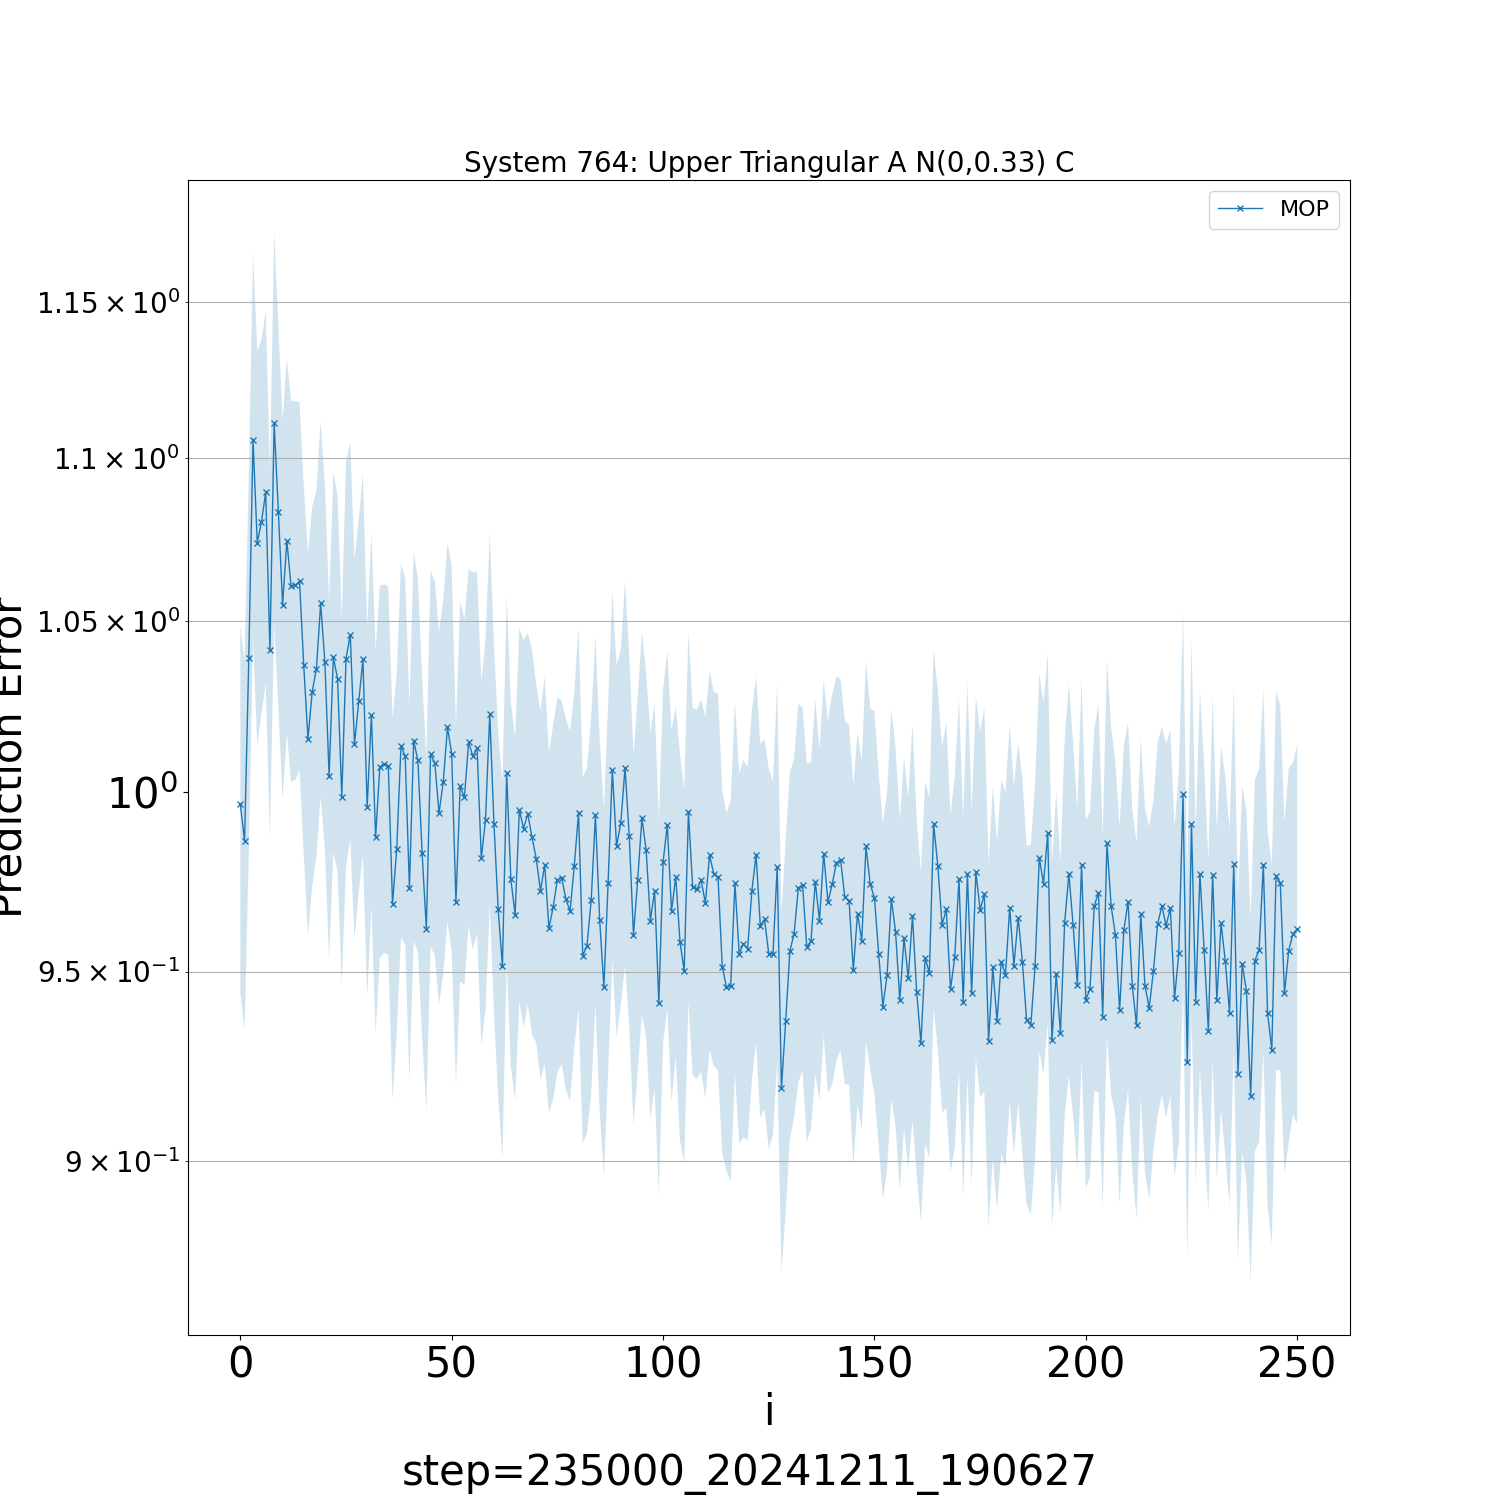 System 764: Upper Triangular A N(0,0.33) C
MOP
1.15 × 10⁰
1.1 × 10⁰
1.05 × 10⁰
10⁰
9.5 × 10⁻¹
9 × 10⁻¹
Prediction Error
0 50 100 150 200 250
i
step=235000_20241211_190627